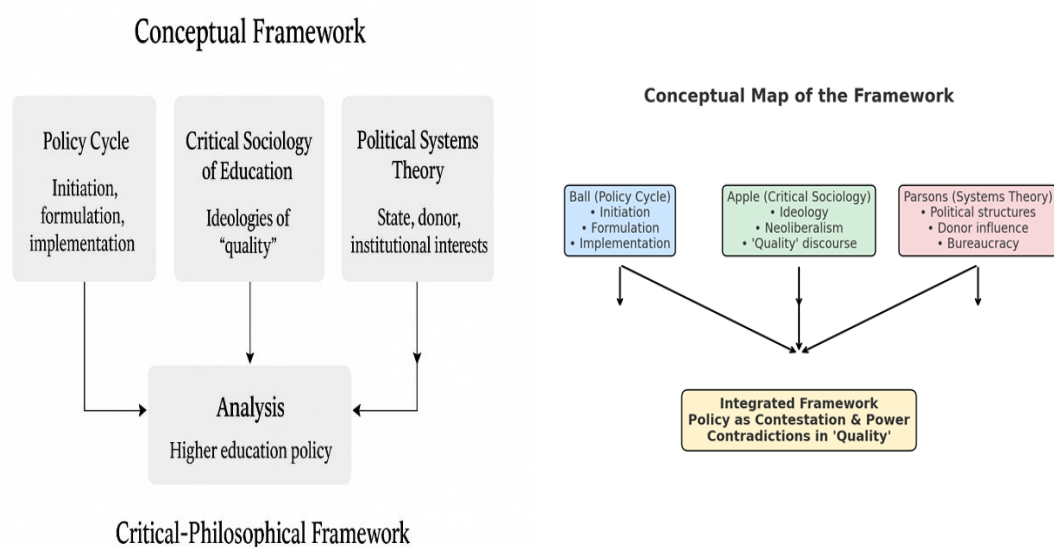 Conceptual Framework
Policy Cycle
Initiation,
formulation,
implementation
Critical Sociology
of Education
Ideologies of
“quality”
Political Systems
Theory
State, donor,
institutional interests
Analysis
Higher education policy
Critical-Philosophical Framework
Conceptual Map of the Framework
Ball (Policy Cycle)
• Initiation
• Formulation
• Implementation
Apple (Critical Sociology)
• Ideology
• Neoliberalism
• 'Quality' discourse
Parsons (Systems Theory)
• Political structures
• Donor influence
• Bureaucracy
Integrated Framework
Policy as Contestation & Power
Contradictions in 'Quality'